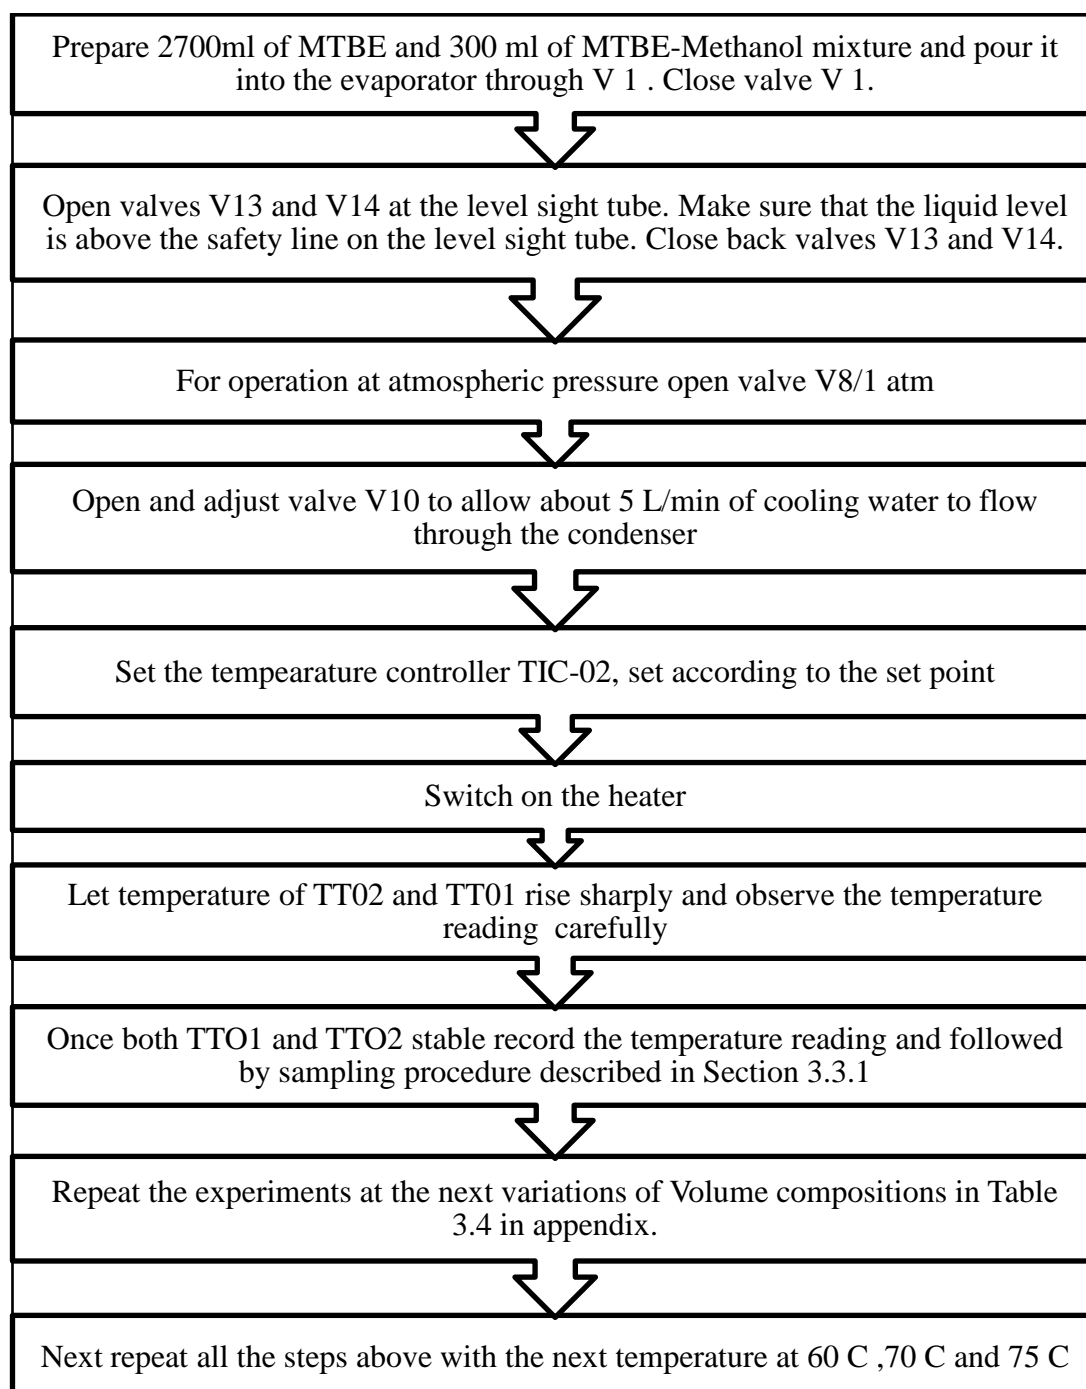 Prepare 2700ml of MTBE and 300 ml of MTBE-Methanol mixture and pour it
into the evaporator through V 1 . Close valve V 1.
Open valves V13 and V14 at the level sight tube. Make sure that the liquid level
is above the safety line on the level sight tube. Close back valves V13 and V14.
For operation at atmospheric pressure open valve V8/1 atm
Open and adjust valve V10 to allow about 5 L/min of cooling water to flow
through the condenser
Set the tempearature controller TIC-02, set according to the set point
Switch on the heater
Let temperature of TT02 and TT01 rise sharply and observe the temperature
reading  carefully
Once both TTO1 and TTO2 stable record the temperature reading and followed
by sampling procedure described in Section 3.3.1
Repeat the experiments at the next variations of Volume compositions in Table
3.4 in appendix.
Next repeat all the steps above with the next temperature at 60 C ,70 C and 75 C